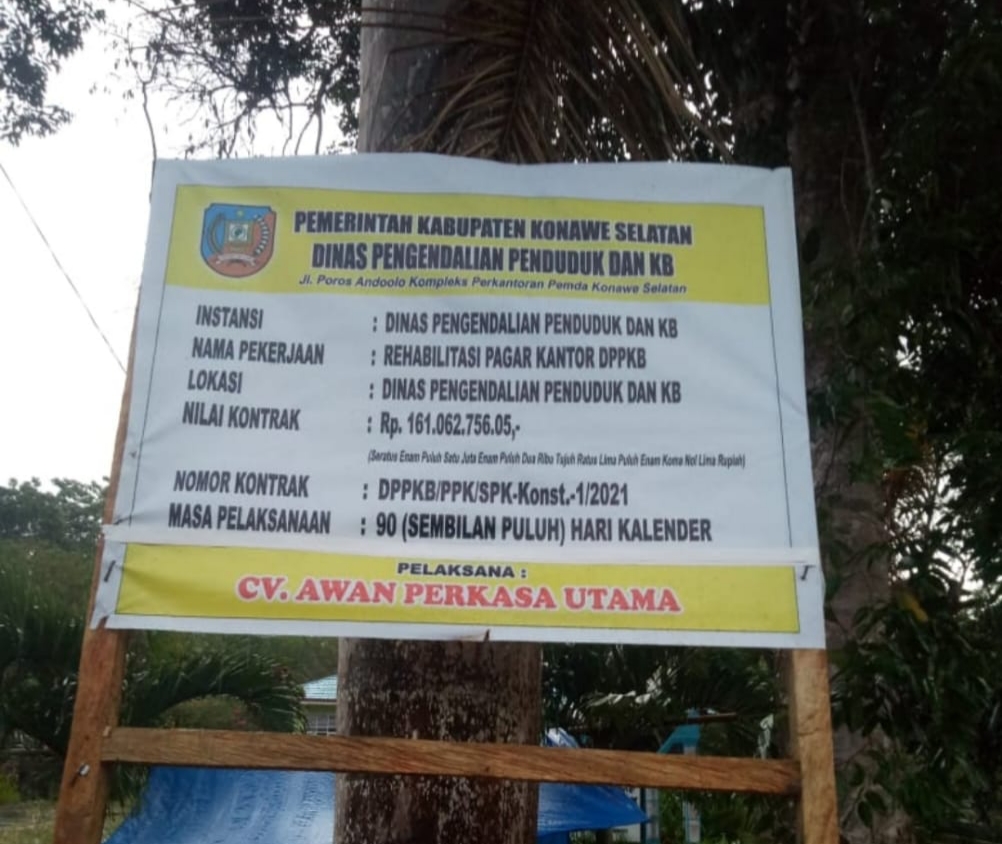 PEMERINTAH KABUPATEN KONAWE SELATAN
DINAS PENGENDALIAN PENDUDUK DAN KB
Jl. Poros Andoolo Kompleks Perkantoran Pemda Konawe Selatan
INSTANSI : DINAS PENGENDALIAN PENDUDUK DAN KB
NAMA PEKERJAAN : REHABILITASI PAGAR KANTOR DPPKB
LOKASI : DINAS PENGENDALIAN PENDUDUK DAN KB
NILAI KONTRAK : Rp. 161.062.756.05,-
(Seratus Enam Puluh Satu Juta Enam Puluh Dua Ribu Tujuh Ratus Lima Puluh Enam Koma Nol Lima Rupiah)
NOMOR KONTRAK : DPPKB/PPK/SPK-Konst.-1/2021
MASA PELAKSANAAN : 90 (SEMBILAN PULUH) HARI KALENDER
PELAKSANA :
CV. AWAN PERKASA UTAMA